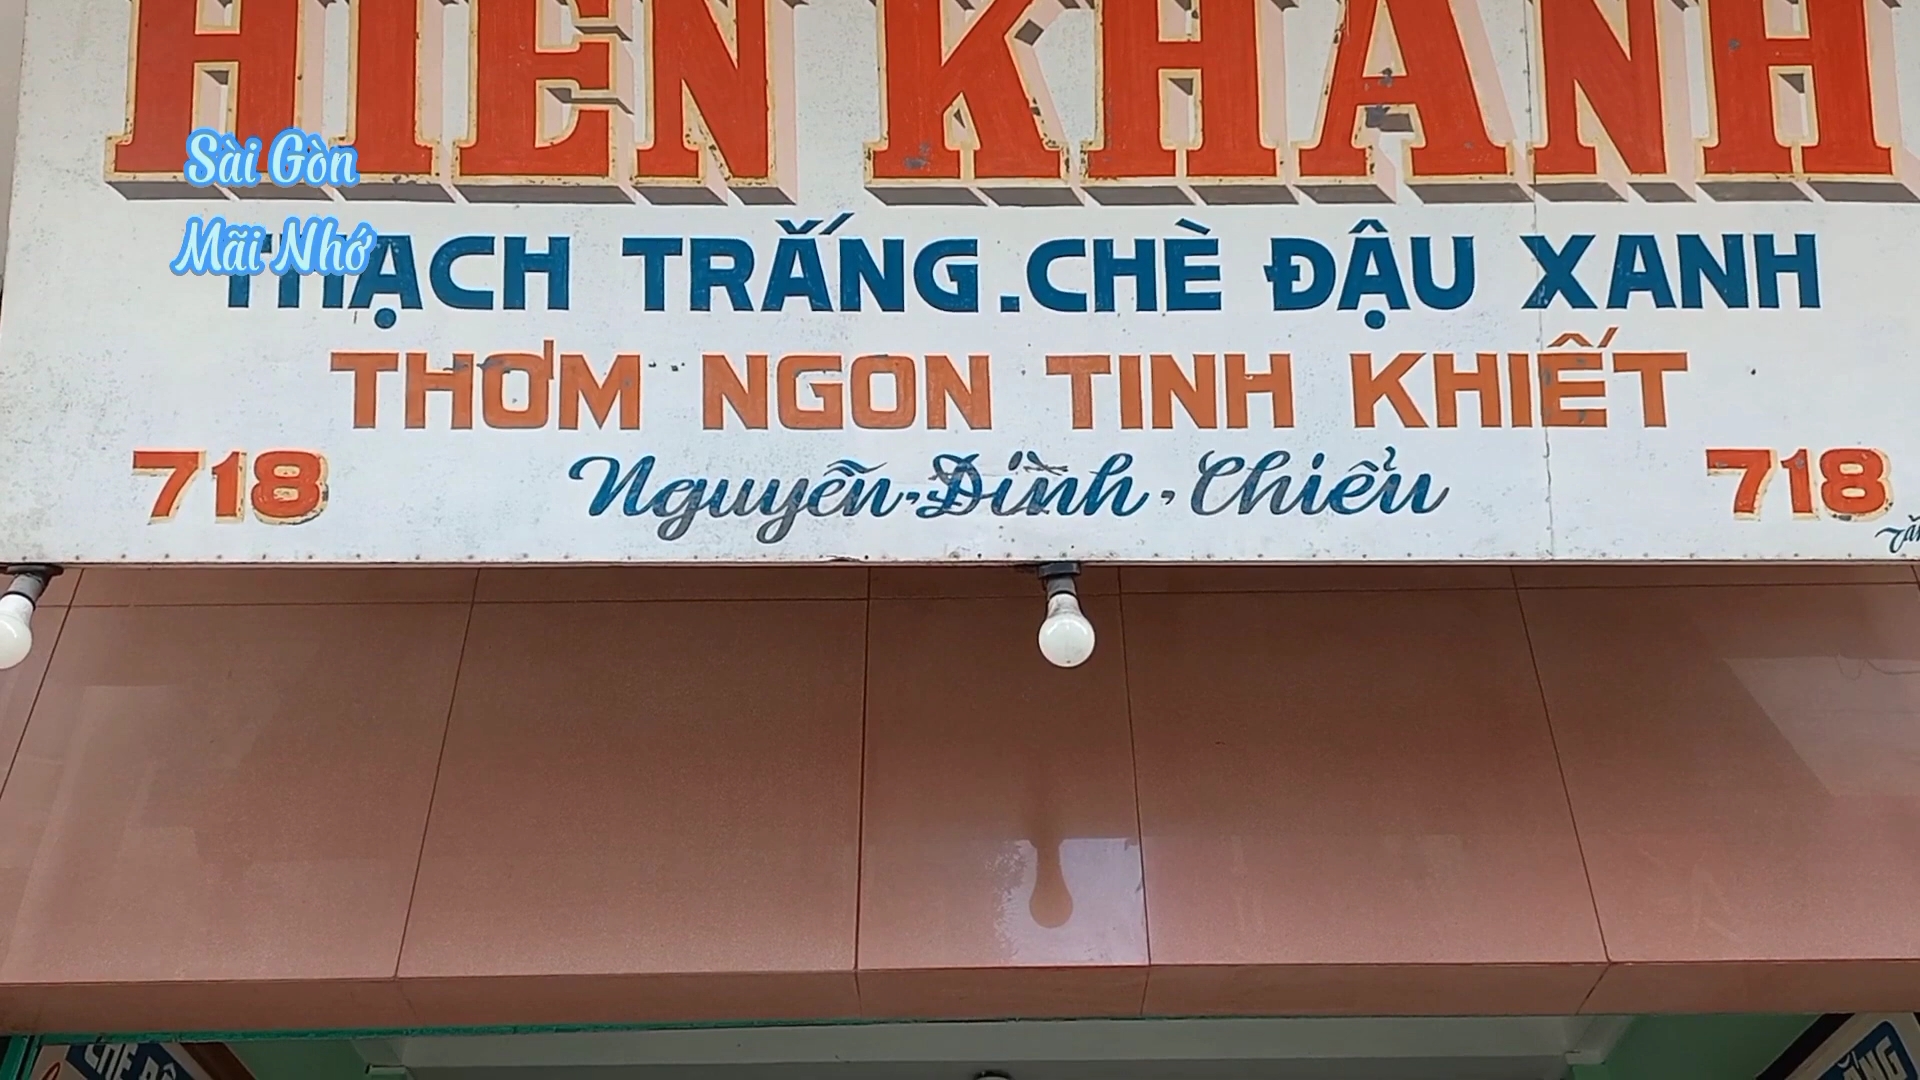 HIEN KHANH
Sài Gòn
Mãi Nhớ
THẠCH TRẮNG.CHÈ ĐẬU XANH
THƠM NGON TINH KHIẾT
718 Nguyễn-Đình-Chiểu 718
CHÈ